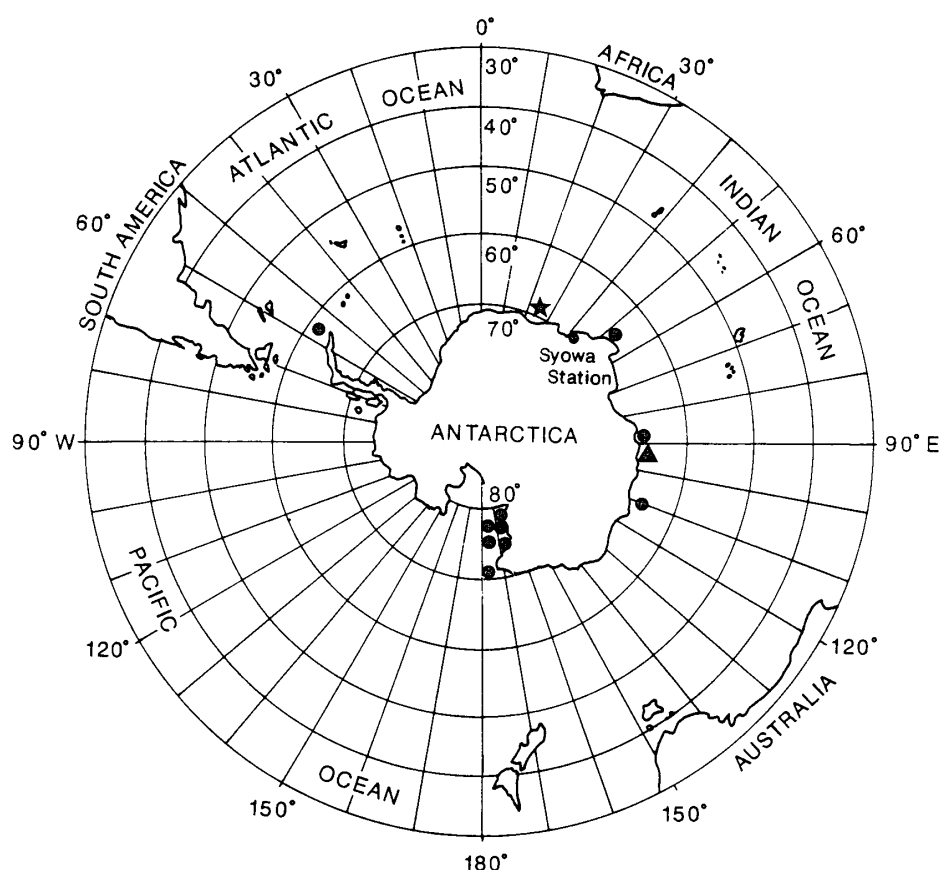 0°
30°
AFRICA
30°
ATLANTIC
OCEAN
30°
40°
50°
60°
70°
SOUTH AMERICA
60°
INDIAN
OCEAN
60°
Syowa
Station
90° W
ANTARCTICA
90° E
80°
PACIFIC
OCEAN
120°
120°
AUSTRALIA
150°
150°
180°